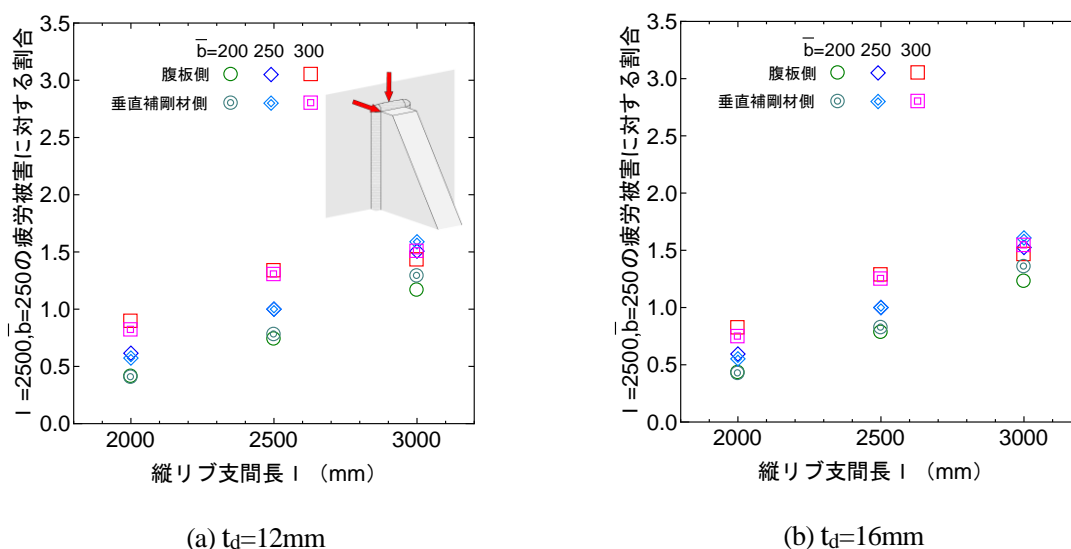 l=2500,b̅=250の疲労被害に対する割合
3.5
3.0
2.5
2.0
1.5
1.0
0.5
0.0
b̅=200 250 300
腹板側
垂直補剛材側
2000 2500 3000
縦リブ支間長 l (mm)
(a) td=12mm
l=2500,b̅=250の疲労被害に対する割合
3.5
3.0
2.5
2.0
1.5
1.0
0.5
0.0
b̅=200 250 300
腹板側
垂直補剛材側
2000 2500 3000
縦リブ支間長 l (mm)
(b) td=16mm